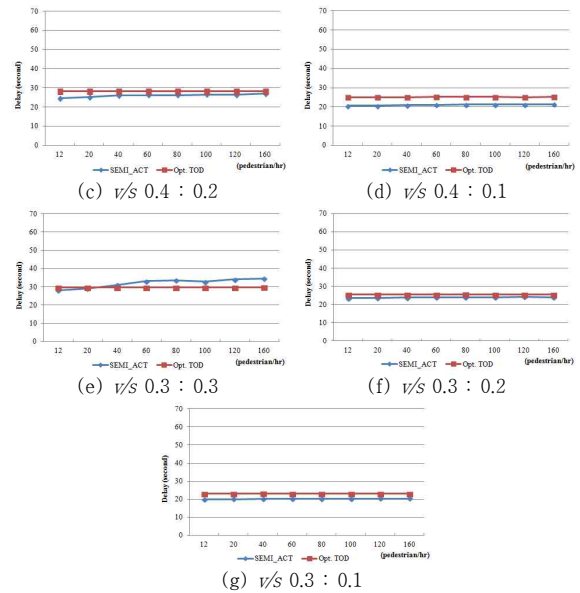 70
60
50
40
30
20
10
0
Delay (second)
12 20 40 60 80 100 120 160
(pedestrian/hr)
SEMI_ACT Opt. TOD
(c) v/s 0.4 : 0.2
70
60
50
40
30
20
10
0
Delay (second)
12 20 40 60 80 100 120 160
(pedestrian/hr)
SEMI_ACT Opt. TOD
(d) v/s 0.4 : 0.1
70
60
50
40
30
20
10
0
Delay (second)
12 20 40 60 80 100 120 160
(pedestrian/hr)
SEMI_ACT Opt. TOD
(e) v/s 0.3 : 0.3
70
60
50
40
30
20
10
0
Delay (second)
12 20 40 60 80 100 120 160
(pedestrian/hr)
SEMI_ACT Opt. TOD
(f) v/s 0.3 : 0.2
70
60
50
40
30
20
10
0
Delay (second)
12 20 40 60 80 100 120 160
(pedestrian/hr)
SEMI_ACT Opt. TOD
(g) v/s 0.3 : 0.1